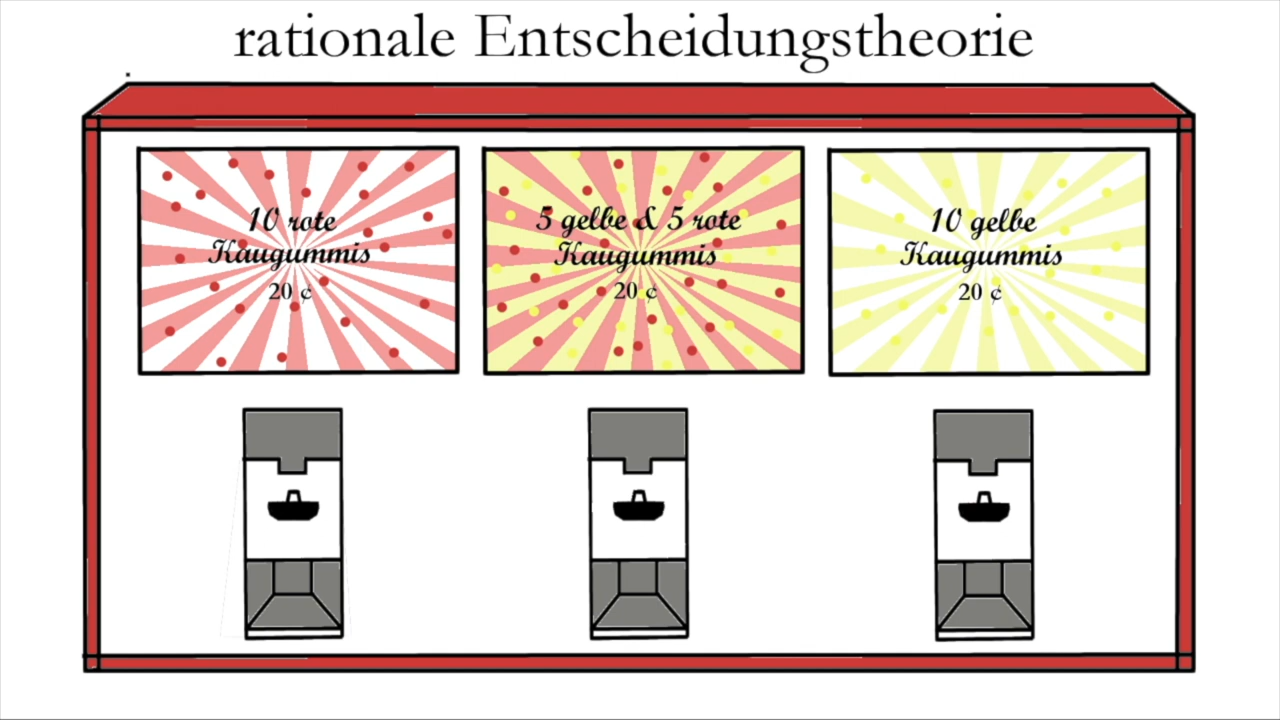 rationale Entscheidungstheorie
10 rote
Kaugummis
20 ¢
5 gelbe & 5 rote
Kaugummis
20 ¢
10 gelbe
Kaugummis
20 ¢